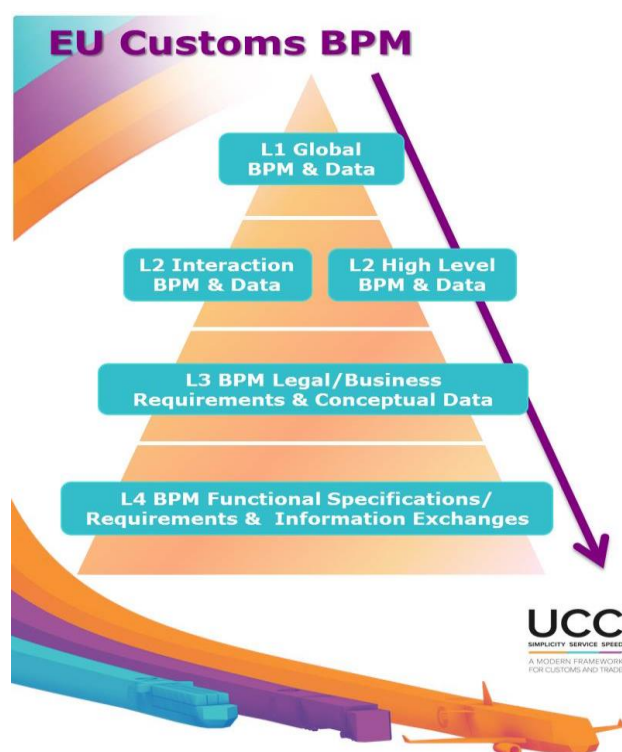 EU Customs BPM
L1 Global
BPM & Data
L2 Interaction
BPM & Data
L2 High Level
BPM & Data
L3 BPM Legal/Business
Requirements & Conceptual Data
L4 BPM Functional Specifications/
Requirements & Information Exchanges
UCC
SIMPLICITY SERVICE SPEED
A MODERN FRAMEWORK
FOR CUSTOMS AND TRADE